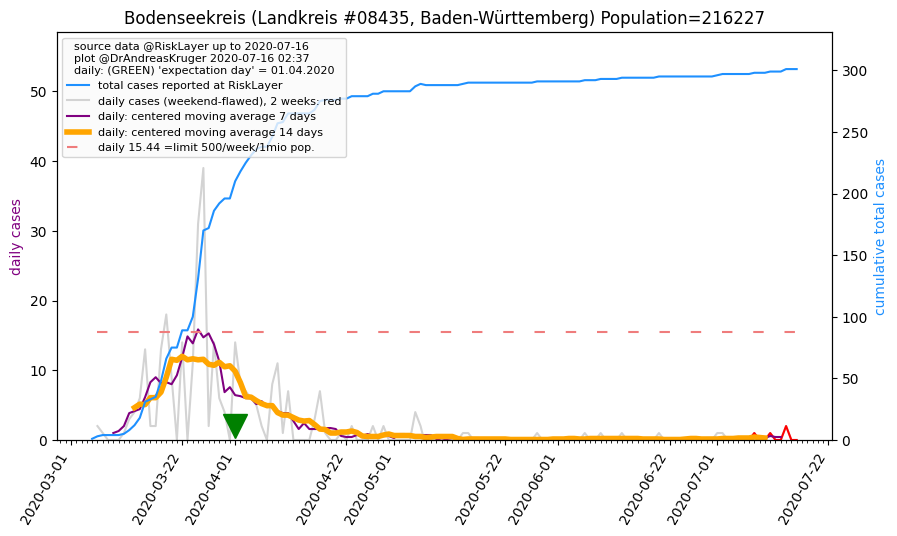 Bodenseekreis (Landkreis #08435, Baden-Württemberg) Population=216227
source data @RiskLayer up to 2020-07-16
plot @DrAndreasKruger 2020-07-16 02:37
daily: (GREEN) 'expectation day' = 01.04.2020
total cases reported at RiskLayer
daily cases (weekend-flawed), 2 weeks: red
daily: centered moving average 7 days
daily: centered moving average 14 days
daily 15.44 =limit 500/week/1mio pop.
daily cases
50
40
30
20
10
0
300
250
200
150
100
50
0
cumulative total cases
2020-03-01
2020-03-22
2020-04-01
2020-04-22
2020-05-01
2020-05-22
2020-06-01
2020-06-22
2020-07-01
2020-07-22